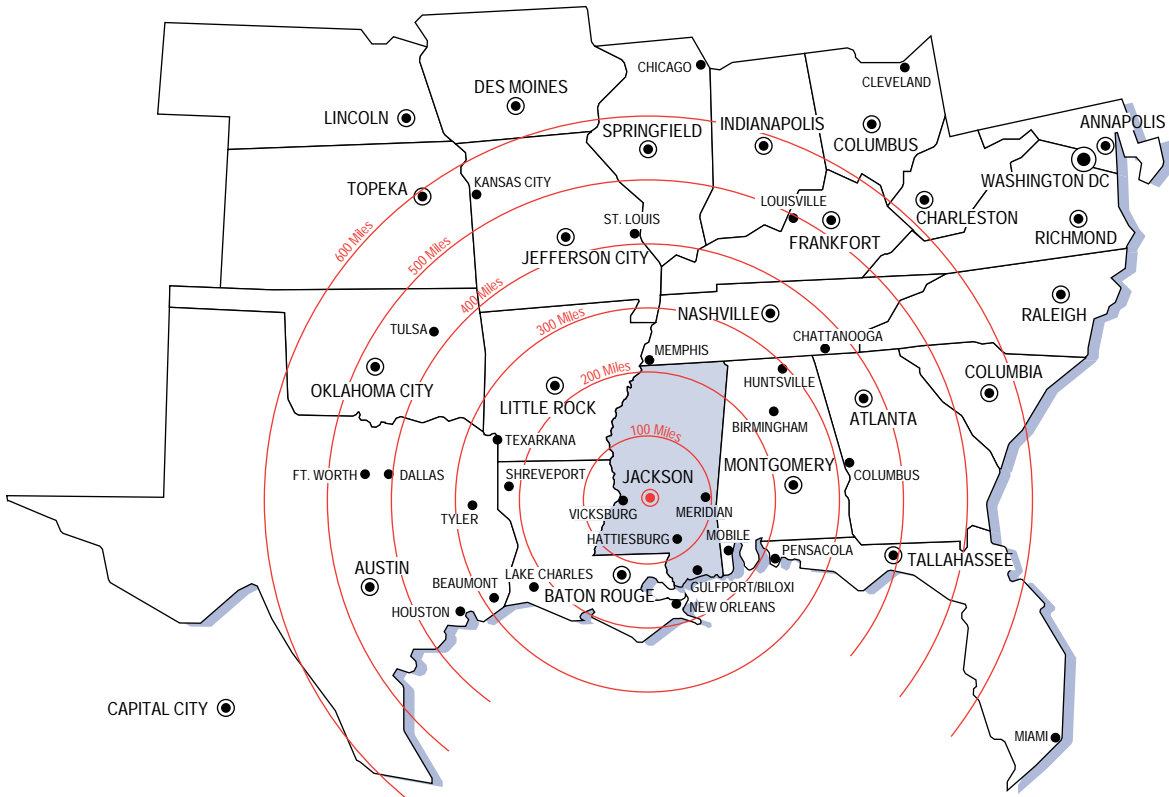 CHICAGO
CLEVELAND
DES MOINES
LINCOLN
SPRINGFIELD
INDIANAPOLIS
COLUMBUS
ANNAPOLIS
WASHINGTON DC
TOPEKA
KANSAS CITY
LOUISVILLE
CHARLESTON
ST. LOUIS
FRANKFORT
RICHMOND
JEFFERSON CITY
600 Miles
500 Miles
400 Miles
300 Miles
200 Miles
100 Miles
NASHVILLE
RALEIGH
TULSA
CHATTANOOGA
MEMPHIS
OKLAHOMA CITY
LITTLE ROCK
HUNTSVILLE
COLUMBIA
ATLANTA
BIRMINGHAM
TEXARKANA
FT. WORTH
DALLAS
SHREVEPORT
JACKSON
MONTGOMERY
COLUMBUS
TYLER
VICKSBURG
MERIDIAN
HATTIESBURG
MOBILE
PENSACOLA
TALLAHASSEE
AUSTIN
BEAUMONT
LAKE CHARLES
BATON ROUGE
GULFPORT/BILOXI
HOUSTON
NEW ORLEANS
CAPITAL CITY
MIAMI